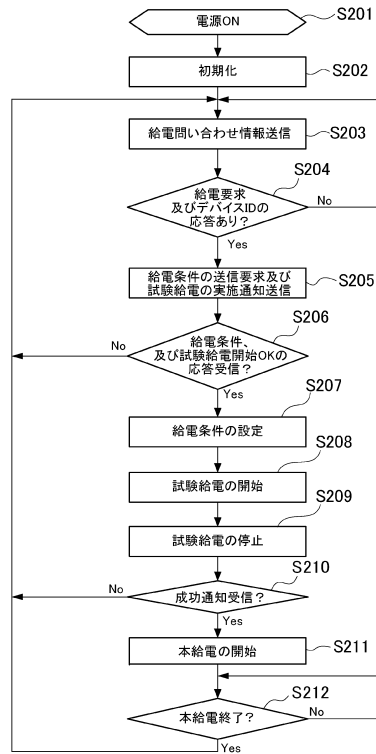 電源ON
S201
初期化
S202
給電問い合わせ情報送信
S203
給電要求
及びデバイスIDの
応答あり？
S204
No
Yes
給電条件の送信要求及び
試験給電の実施通知送信
S205
給電条件、
及び試験給電開始OKの
応答受信？
S206
No
Yes
給電条件の設定
S207
試験給電の開始
S208
試験給電の停止
S209
成功通知受信？
S210
No
Yes
本給電の開始
S211
本給電終了？
S212
No
Yes